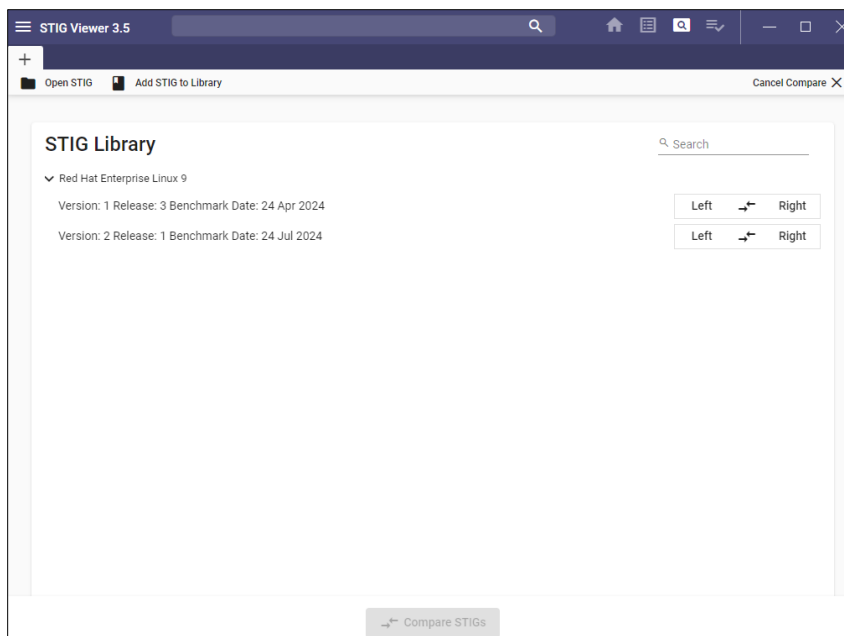 STIG Viewer 3.5
Open STIG Add STIG to Library Cancel Compare
STIG Library Search
Red Hat Enterprise Linux 9
Version: 1 Release: 3 Benchmark Date: 24 Apr 2024 Left Right
Version: 2 Release: 1 Benchmark Date: 24 Jul 2024 Left Right
Compare STIGs